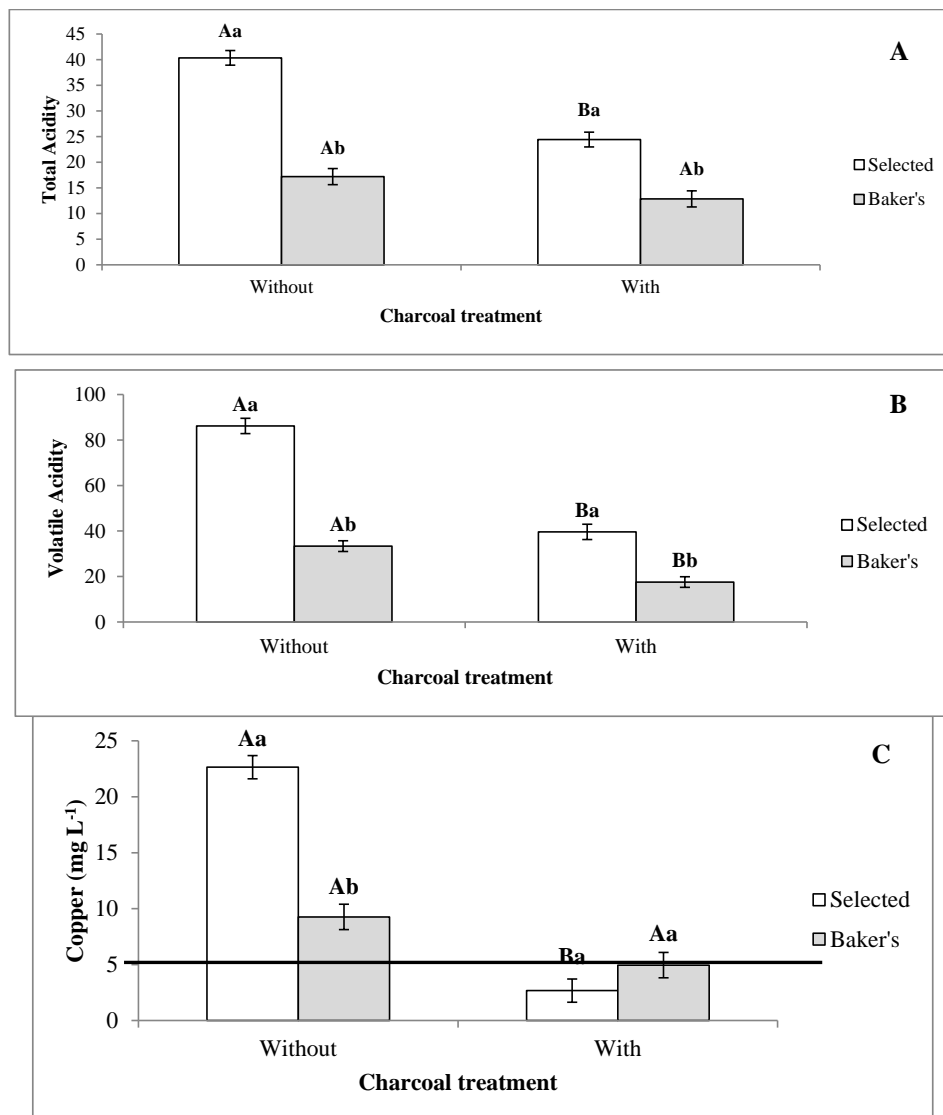 A
Aa
Ab
Ba
Ab
Total Acidity
45
40
35
30
25
20
15
10
5
0
Without
With
Charcoal treatment
Selected
Baker's
B
Aa
Ab
Ba
Bb
Volatile Acidity
100
80
60
40
20
0
Without
With
Charcoal treatment
Selected
Baker's
C
Aa
Ab
Ba
Aa
Copper (mg L⁻¹)
25
20
15
10
5
0
Without
With
Charcoal treatment
Selected
Baker's